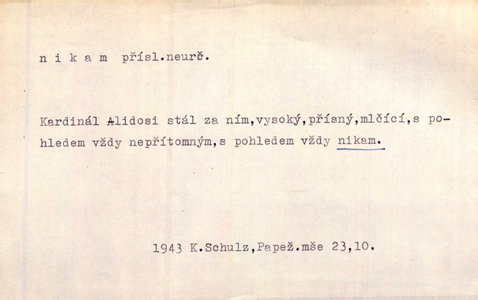 nikam přísl.neurč.
Kardinál Alidosi stál za ním,vysoký,přísný,mlčící,s po-
hledem vždy nepřítomným,s pohledem vždy nikam.
1943 K.Schulz,Papež.mše 23,10.